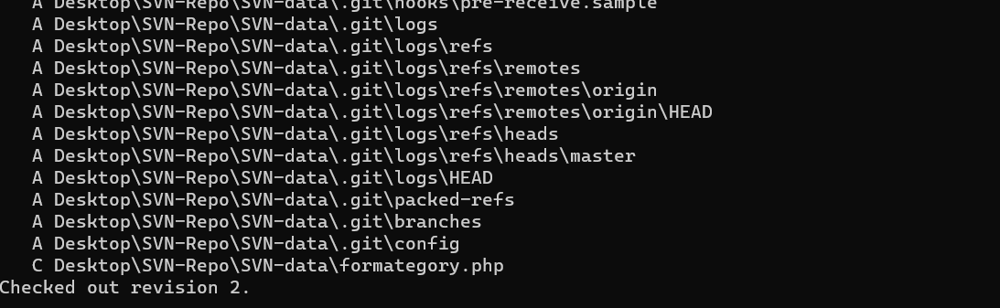 A Desktop\SVN-Repo\SVN-data\.git\hooks\pre-receive.sample
A Desktop\SVN-Repo\SVN-data\.git\logs
A Desktop\SVN-Repo\SVN-data\.git\logs\refs
A Desktop\SVN-Repo\SVN-data\.git\logs\refs\remotes
A Desktop\SVN-Repo\SVN-data\.git\logs\refs\remotes\origin
A Desktop\SVN-Repo\SVN-data\.git\logs\refs\remotes\origin\HEAD
A Desktop\SVN-Repo\SVN-data\.git\logs\refs\heads
A Desktop\SVN-Repo\SVN-data\.git\logs\refs\heads\master
A Desktop\SVN-Repo\SVN-data\.git\logs\HEAD
A Desktop\SVN-Repo\SVN-data\.git\packed-refs
A Desktop\SVN-Repo\SVN-data\.git\branches
A Desktop\SVN-Repo\SVN-data\.git\config
C Desktop\SVN-Repo\SVN-data\formategory.php
Checked out revision 2.